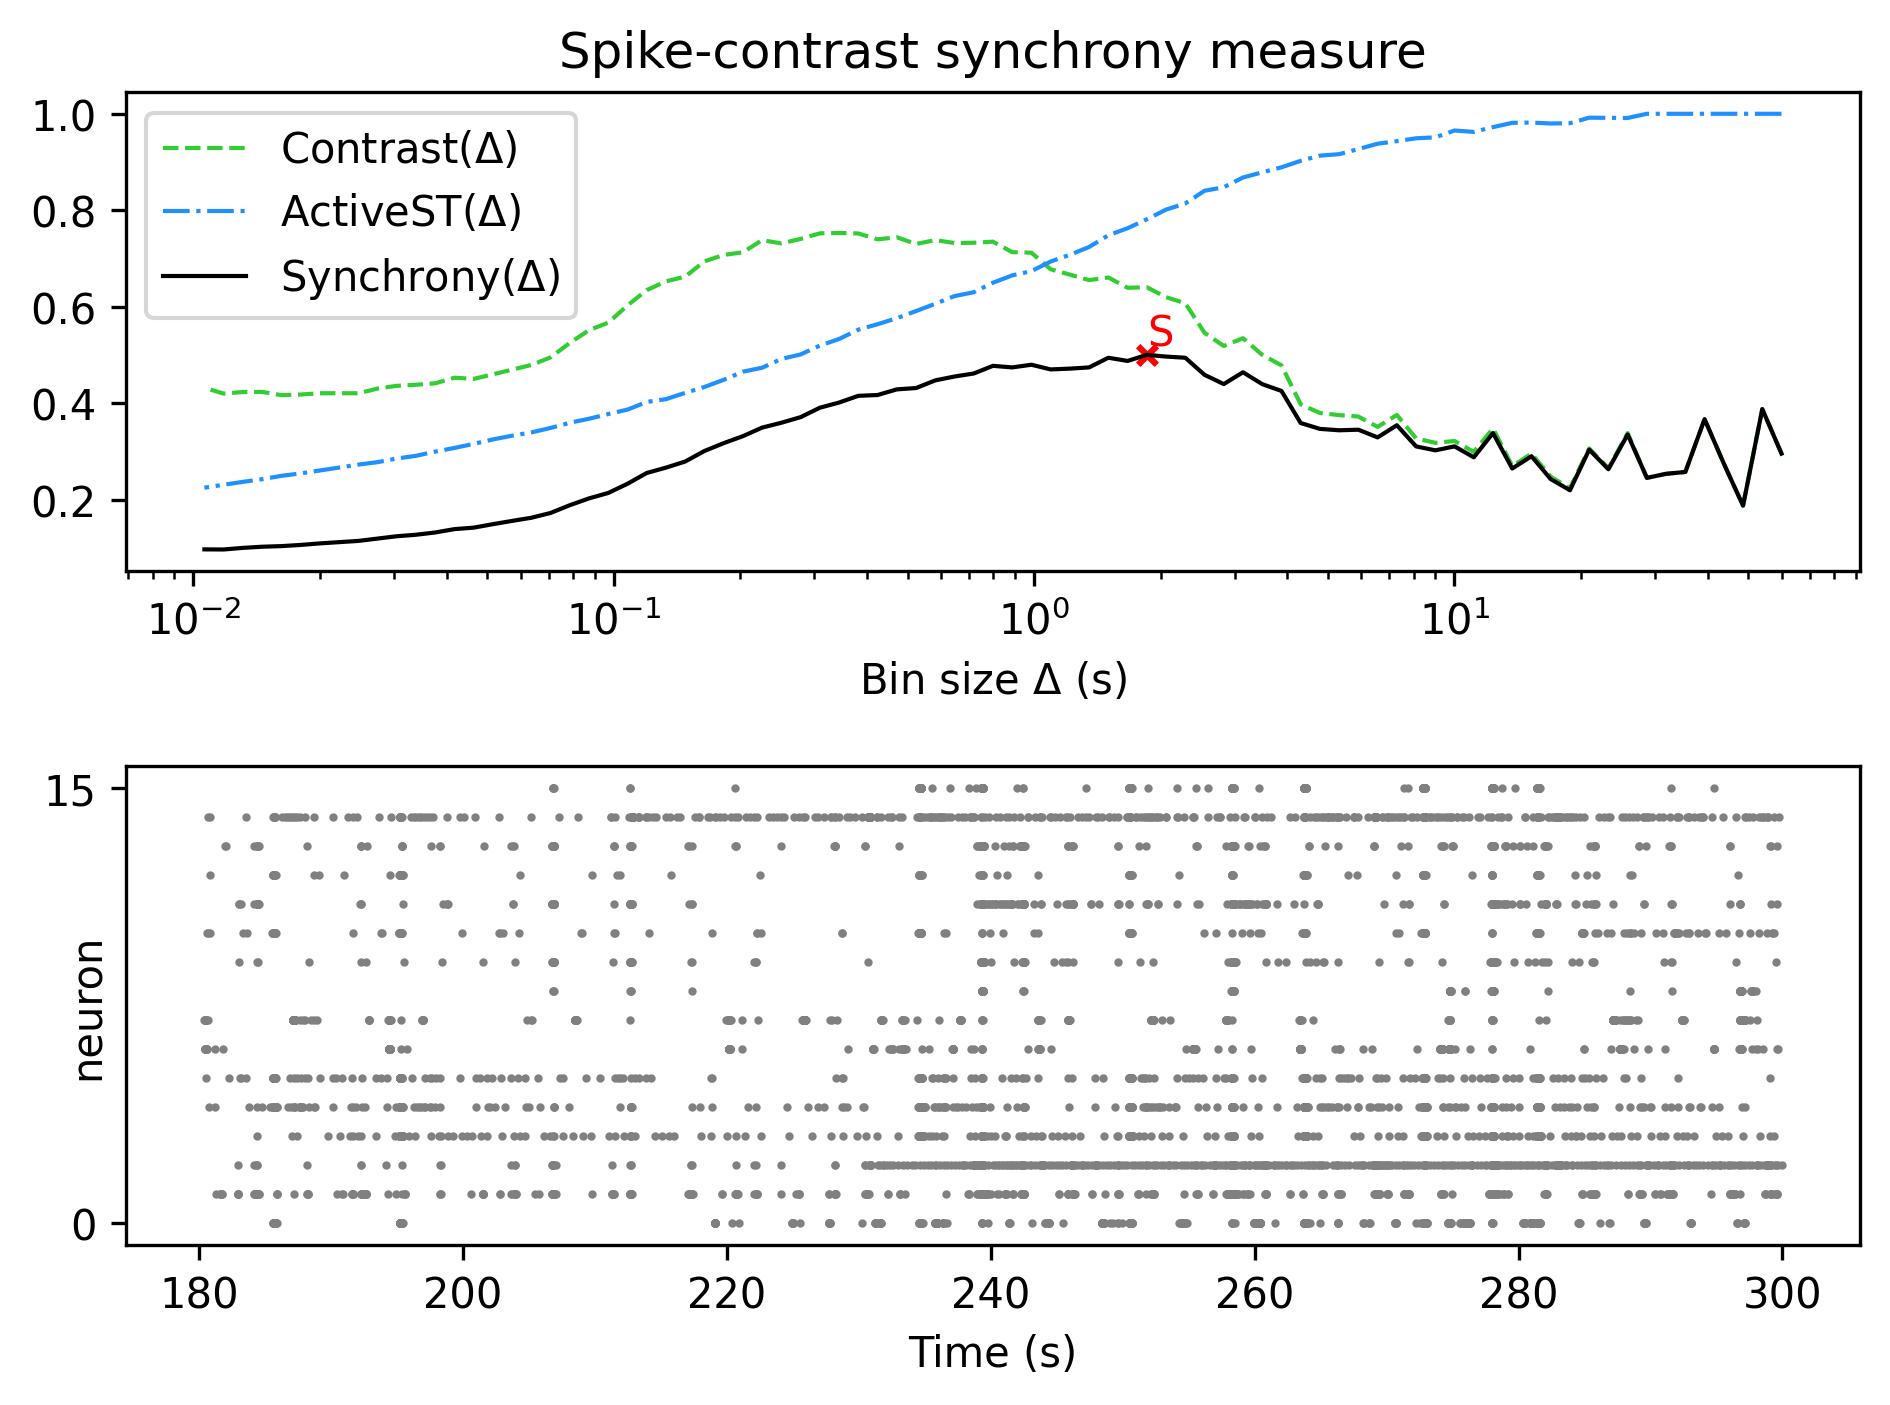 Spike-contrast synchrony measure
1.0
0.8
0.6
0.4
0.2
Contrast(Δ)
ActiveST(Δ)
Synchrony(Δ)
S
10⁻² 10⁻¹ 10⁰ 10¹
Bin size Δ (s)
15
neuron
0
180 200 220 240 260 280 300
Time (s)